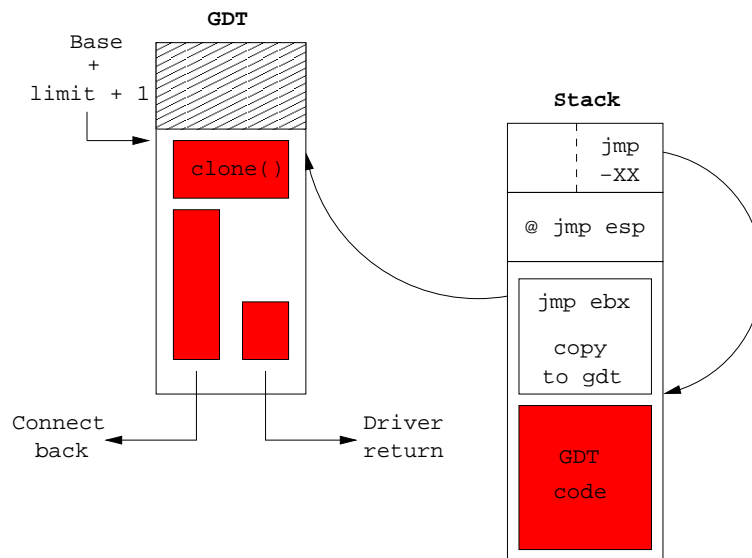 GDT
Base
+
limit + 1
clone()
Connect
back
Driver
return
Stack
jmp
-XX
@ jmp esp
jmp ebx
copy
to gdt
GDT
code